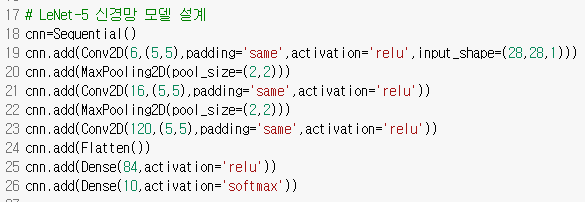 17 # LeNet-5 신경망 모델 설계
18 cnn=Sequential()
19 cnn.add(Conv2D(6,(5,5),padding='same',activation='relu',input_shape=(28,28,1)))
20 cnn.add(MaxPooling2D(pool_size=(2,2)))
21 cnn.add(Conv2D(16,(5,5),padding='same',activation='relu'))
22 cnn.add(MaxPooling2D(pool_size=(2,2)))
23 cnn.add(Conv2D(120,(5,5),padding='same',activation='relu'))
24 cnn.add(Flatten())
25 cnn.add(Dense(84,activation='relu'))
26 cnn.add(Dense(10,activation='softmax'))